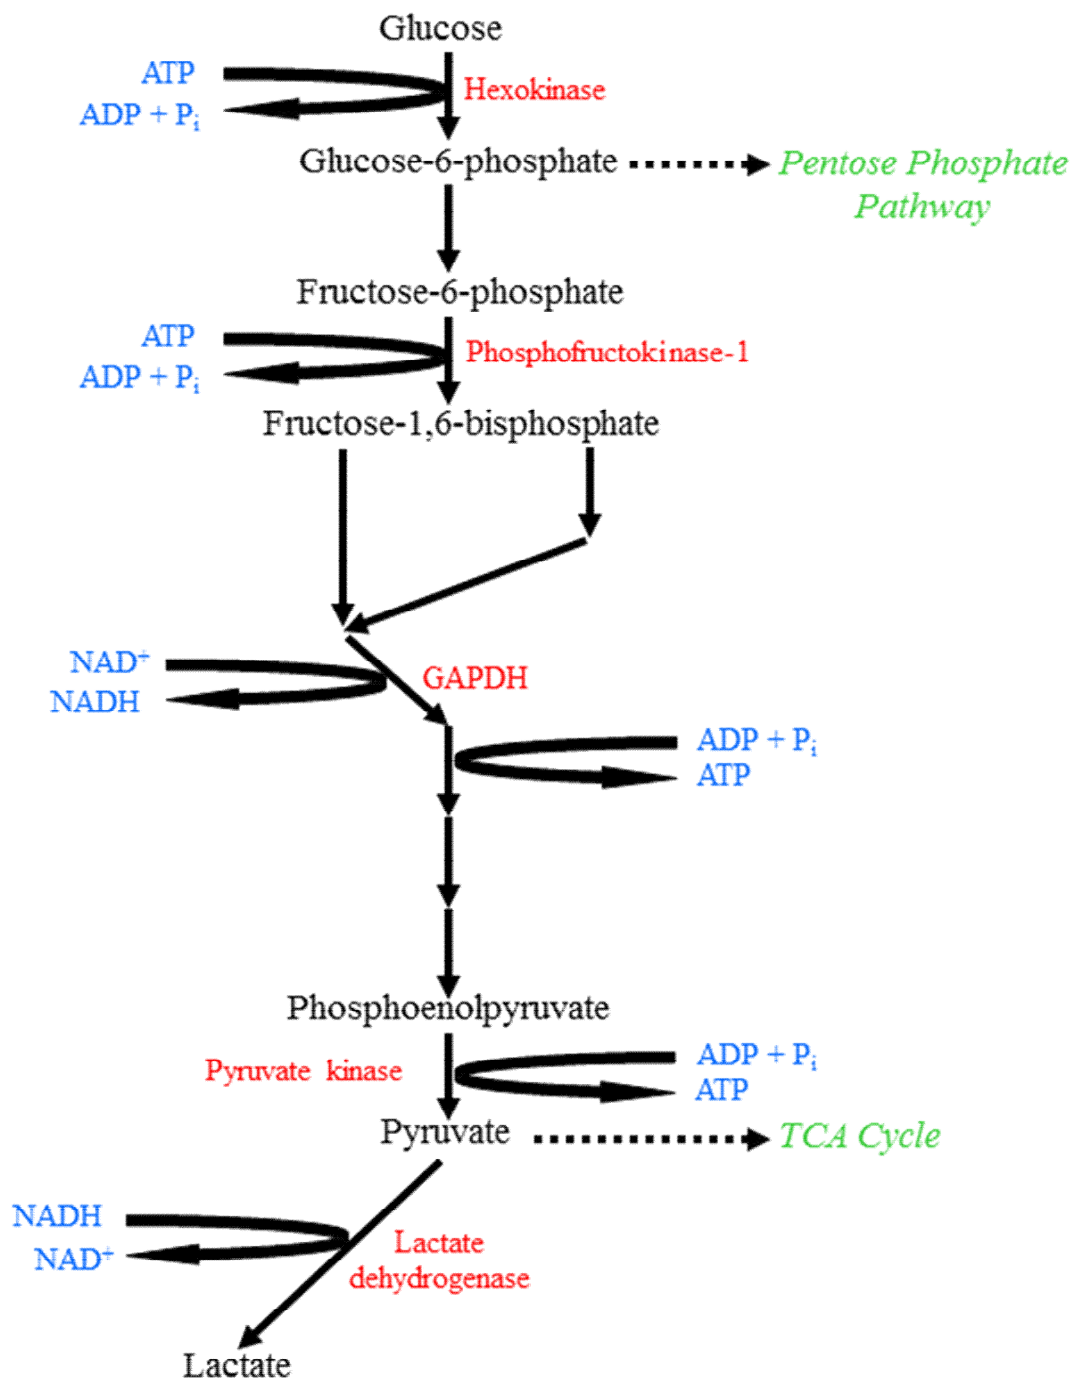 Glucose
ATP
Hexokinase
ADP + Pi
Glucose-6-phosphate
Pentose Phosphate
Pathway
Fructose-6-phosphate
ATP
Phosphofructokinase-1
ADP + Pi
Fructose-1,6-bisphosphate
NAD+
GAPDH
NADH
ADP + Pi
ATP
Phosphoenolpyruvate
ADP + Pi
Pyruvate kinase
ATP
Pyruvate
TCA Cycle
NADH
NAD+
Lactate
dehydrogenase
Lactate